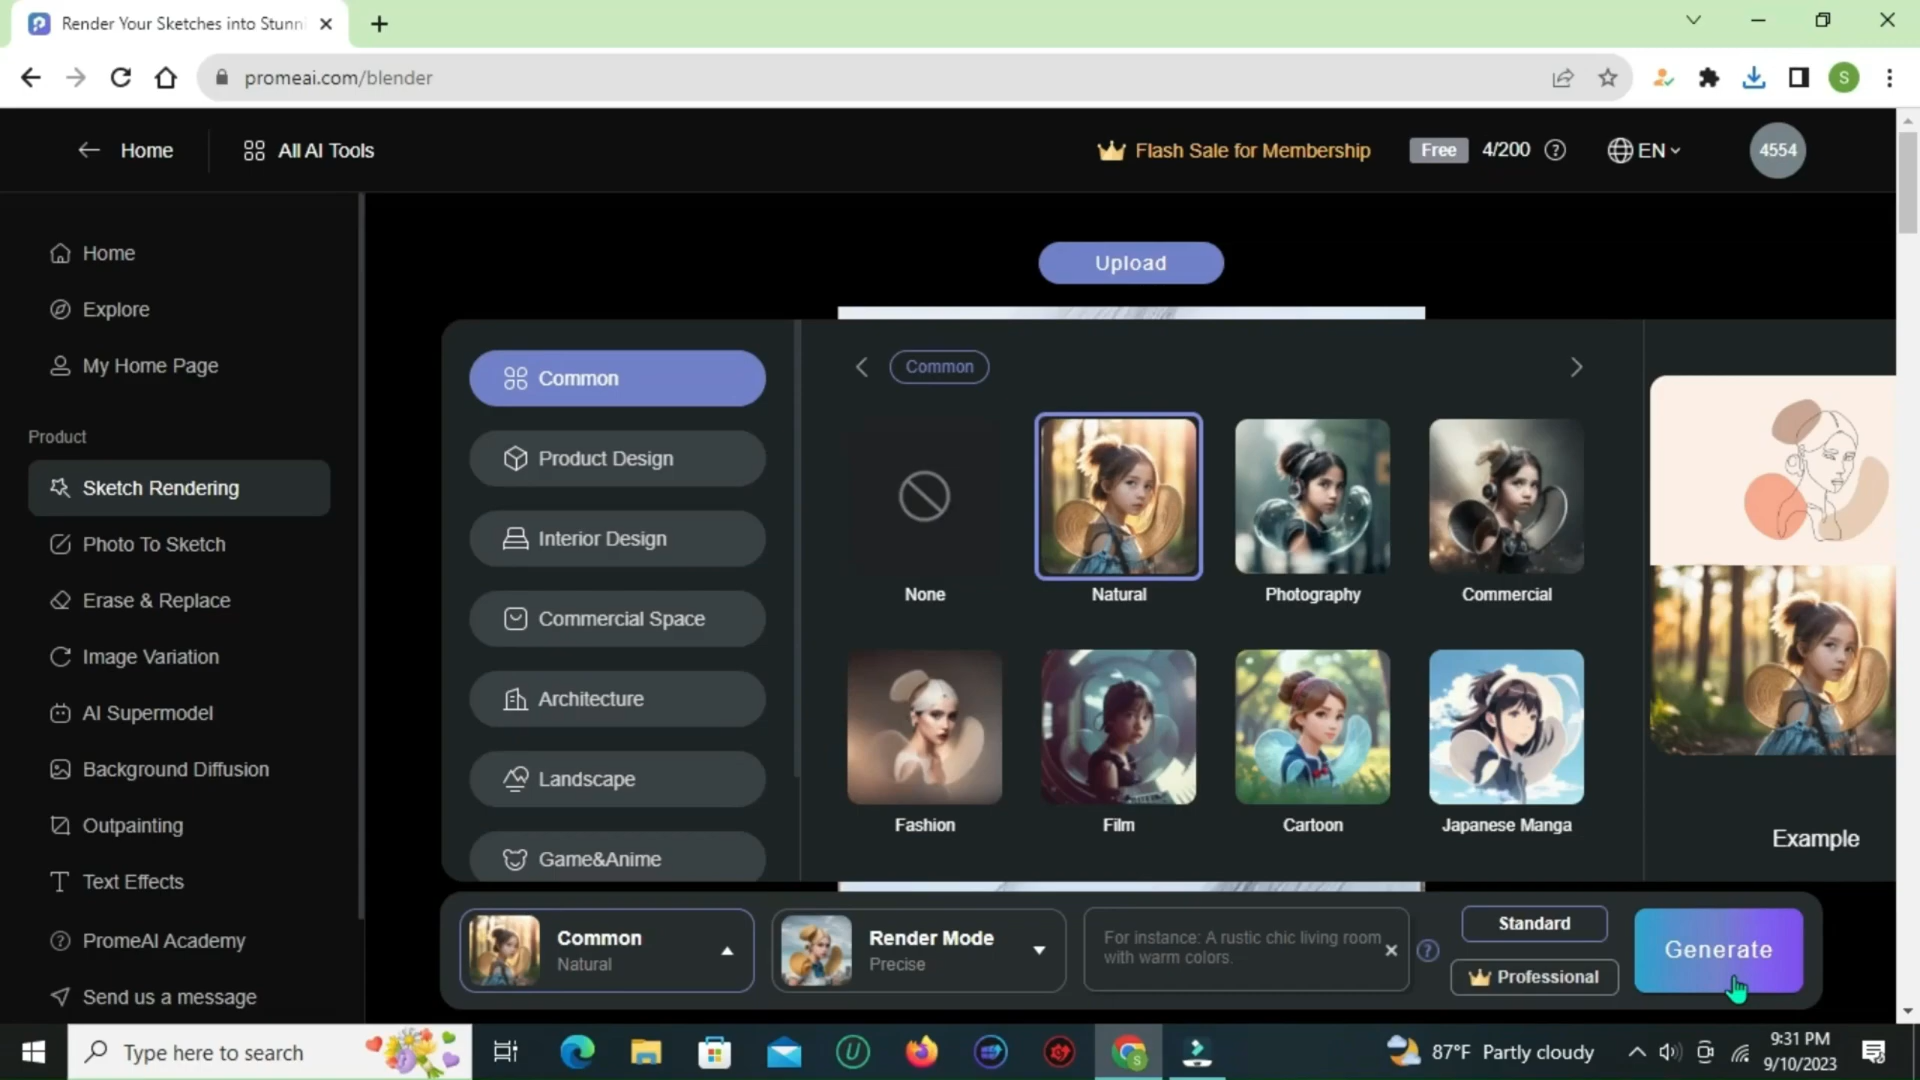 Render Your Sketches into Stunni
promeai.com/blender
S
Home
All AI Tools
Flash Sale for Membership
Free
4/200
EN
4554
Home
Explore
My Home Page
Product
Sketch Rendering
Photo To Sketch
Erase & Replace
Image Variation
AI Supermodel
Background Diffusion
Outpainting
Text Effects
PromeAI Academy
Send us a message
Upload
Common
Product Design
Interior Design
Commercial Space
Architecture
Landscape
Game&Anime
Common
None
Natural
Photography
Commercial
Fashion
Film
Cartoon
Japanese Manga
Example
Common
Natural
Render Mode
Precise
For instance: A rustic chic living room
with warm colors.
Standard
Professional
Generate
Type here to search
87°F Partly cloudy
9:31 PM
9/10/2023